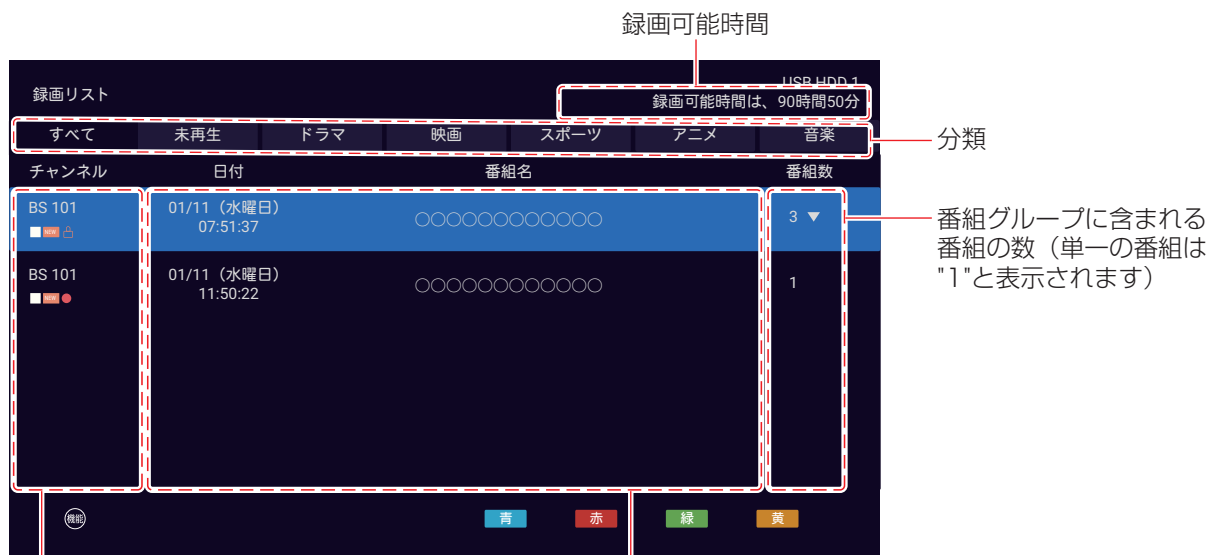 録画可能時間
USB HDD 1
録画リスト
録画可能時間は、90時間50分
すべて 未再生 ドラマ 映画 スポーツ アニメ 音楽
分類
チャンネル 日付 番組名 番組数
BS 101 01/11（水曜日） ○○○○○○○○○○○○ 3 ▼
NEW 07:51:37
番組グループに含まれる
番組の数（単一の番組は
"1"と表示されます）
BS 101 01/11（水曜日） ○○○○○○○○○○○○ 1
NEW 11:50:22
機能 青 赤 緑 黄